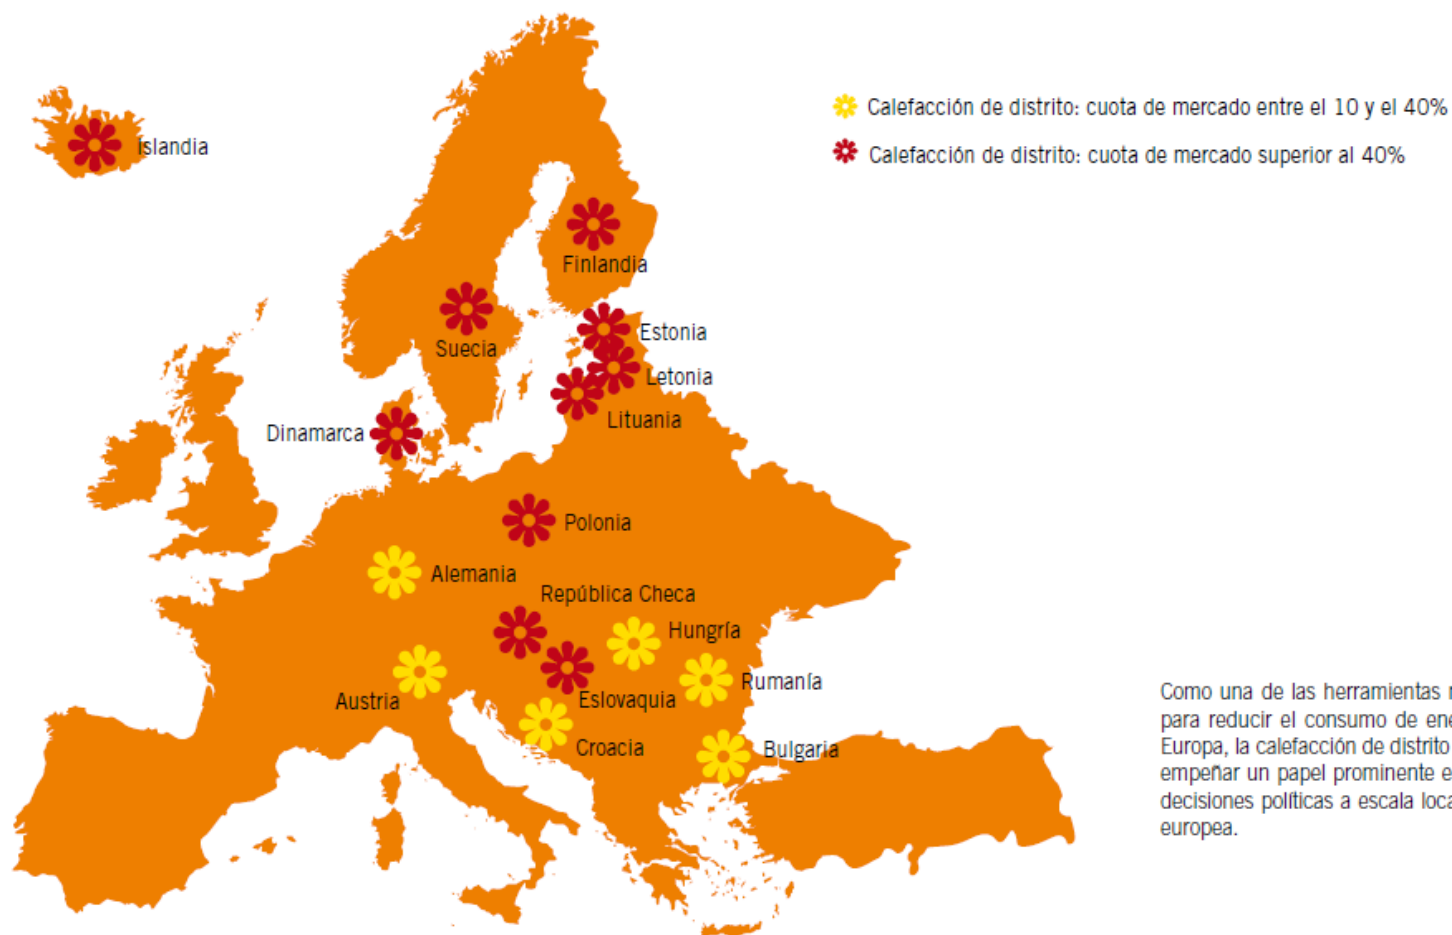 Calefacción de distrito: cuota de mercado entre el 10 y el 40%
Calefacción de distrito: cuota de mercado superior al 40%
islandia
Finlandia
Suecia
Estonia
Letonia
Lituania
Dinamarca
Polonia
Alemania
República Checa
Hungría
Rumanía
Austria
Eslovaquia
Croacia
Bulgaria
Como una de las herramientas
para reducir el consumo de
Europa, la calefacción de distrito
empeñar un papel prominente
decisiones políticas a escala
europea.